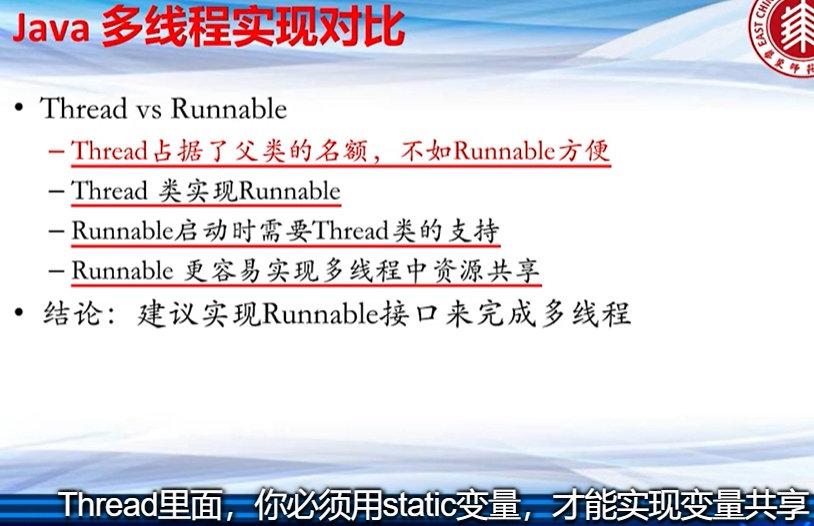 Java 多线程实现对比
• Thread vs Runnable
– Thread占据了父类的名额，不如Runnable方便
– Thread 类实现Runnable
– Runnable启动时需要Thread类的支持
– Runnable 更容易实现多线程中资源共享
• 结论：建议实现Runnable接口来完成多线程
EAST CHIN
Thread里面，你必须用static变量，才能实现变量共享